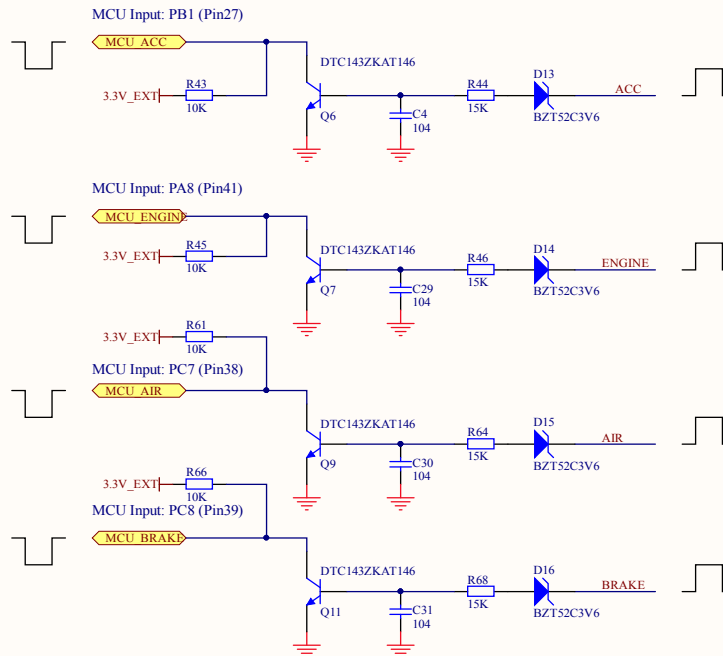 MCU Input: PB1 (Pin27)
MCU_ACC
DTC143ZKAT146
D13
R43
R44
3.3V_EXT
ACC
10K
Q6
C4
104
15K
BZT52C3V6
MCU Input: PA8 (Pin41)
MCU_ENGINE
DTC143ZKAT146
D14
R45
R46
3.3V_EXT
ENGINE
10K
Q7
C29
104
15K
BZT52C3V6
R61
3.3V_EXT
10K
MCU Input: PC7 (Pin38)
MCU_AIR
DTC143ZKAT146
D15
R64
AIR
Q9
C30
104
15K
BZT52C3V6
R66
3.3V_EXT
10K
MCU Input: PC8 (Pin39)
MCU_BRAKE
DTC143ZKAT146
D16
R68
BRAKE
Q11
C31
104
15K
BZT52C3V6